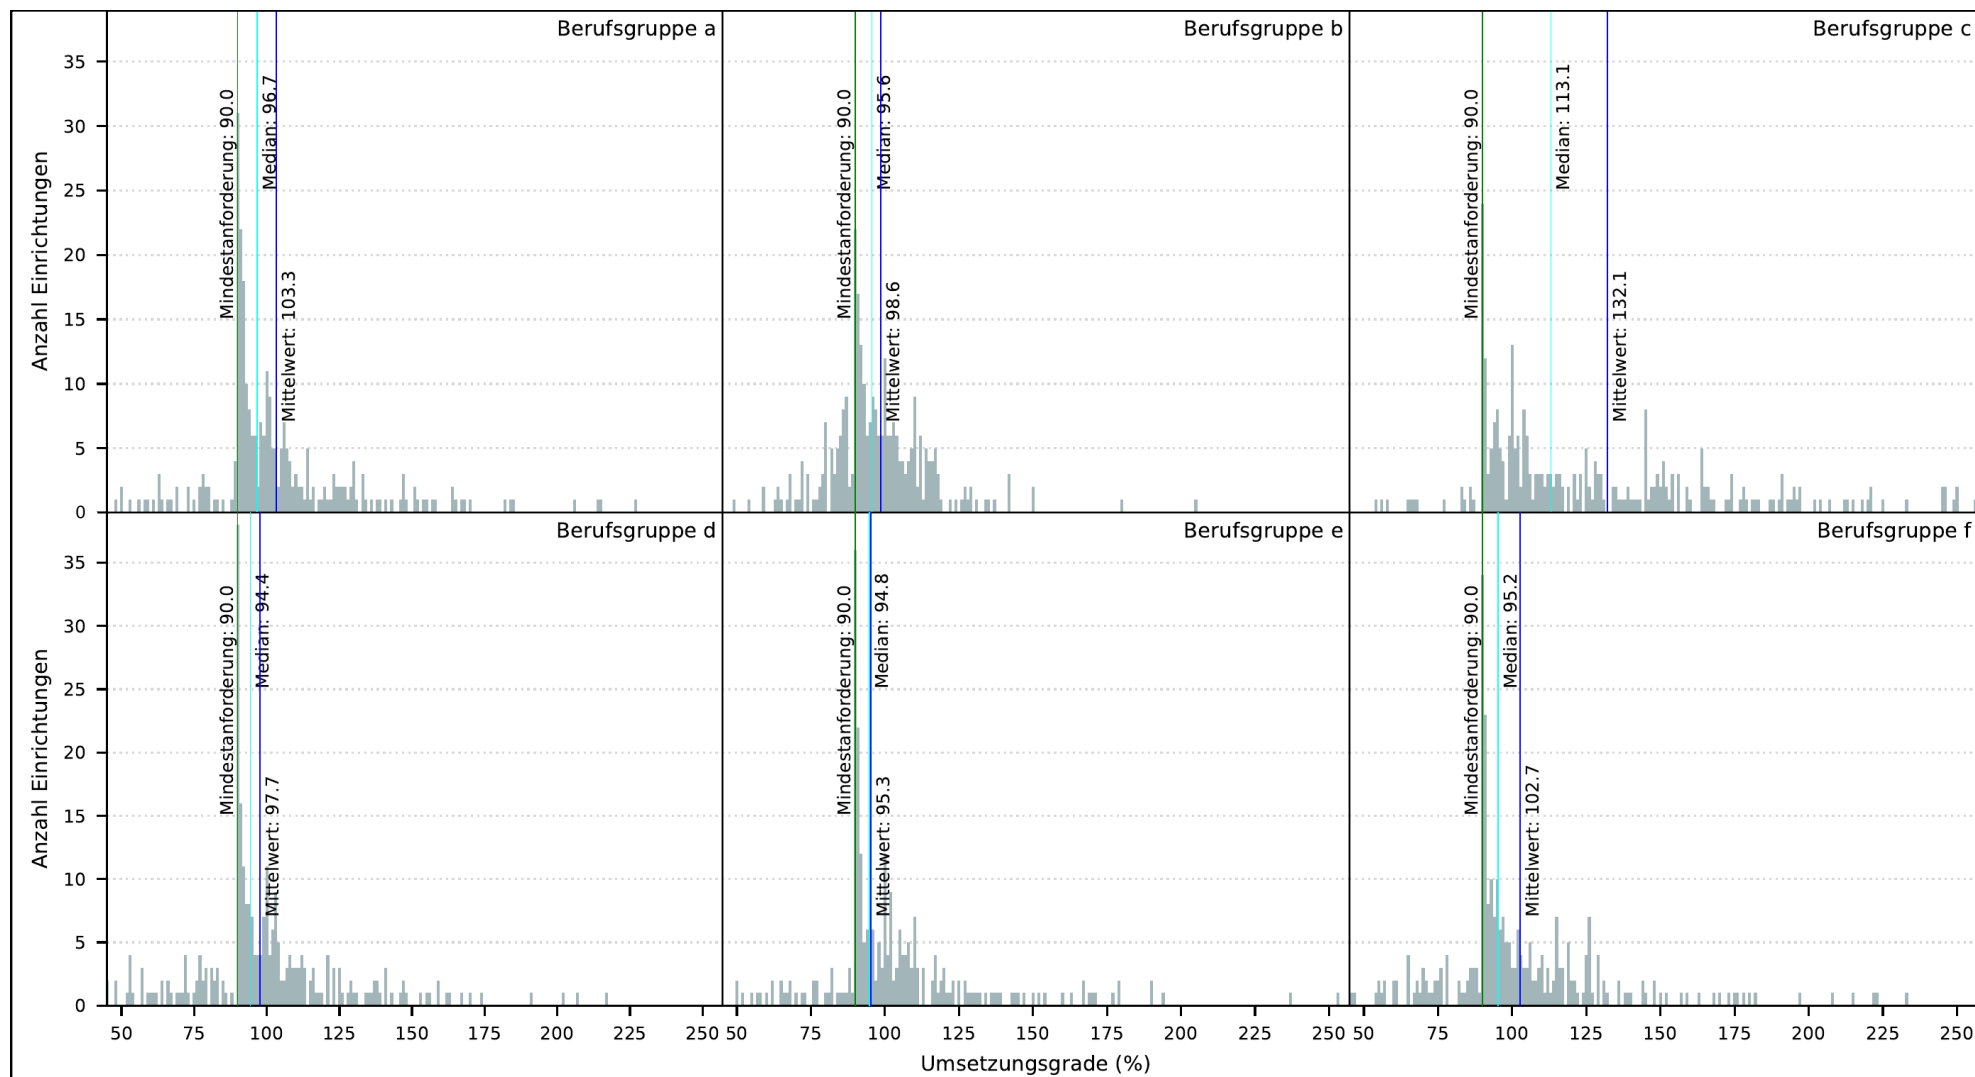 Berufsgruppe a
Berufsgruppe b
Berufsgruppe c
Anzahl Einrichtungen
35
30
25
20
15
10
5
0
Mindestanforderung: 90.0
Median: 96.7
Mittelwert: 103.3
Mindestanforderung: 90.0
Median: 95.6
Mittelwert: 98.6
Mindestanforderung: 90.0
Median: 113.1
Mittelwert: 132.1
Berufsgruppe d
Berufsgruppe e
Berufsgruppe f
Anzahl Einrichtungen
35
30
25
20
15
10
5
0
Mindestanforderung: 90.0
Median: 94.4
Mittelwert: 97.7
Mindestanforderung: 90.0
Median: 94.8
Mittelwert: 95.3
Mindestanforderung: 90.0
Median: 95.2
Mittelwert: 102.7
50 75 100 125 150 175 200 225 250 50 75 100 125 150 175 200 225 250 50 75 100 125 150 175 200 225 250
Umsetzungsgrade (%)